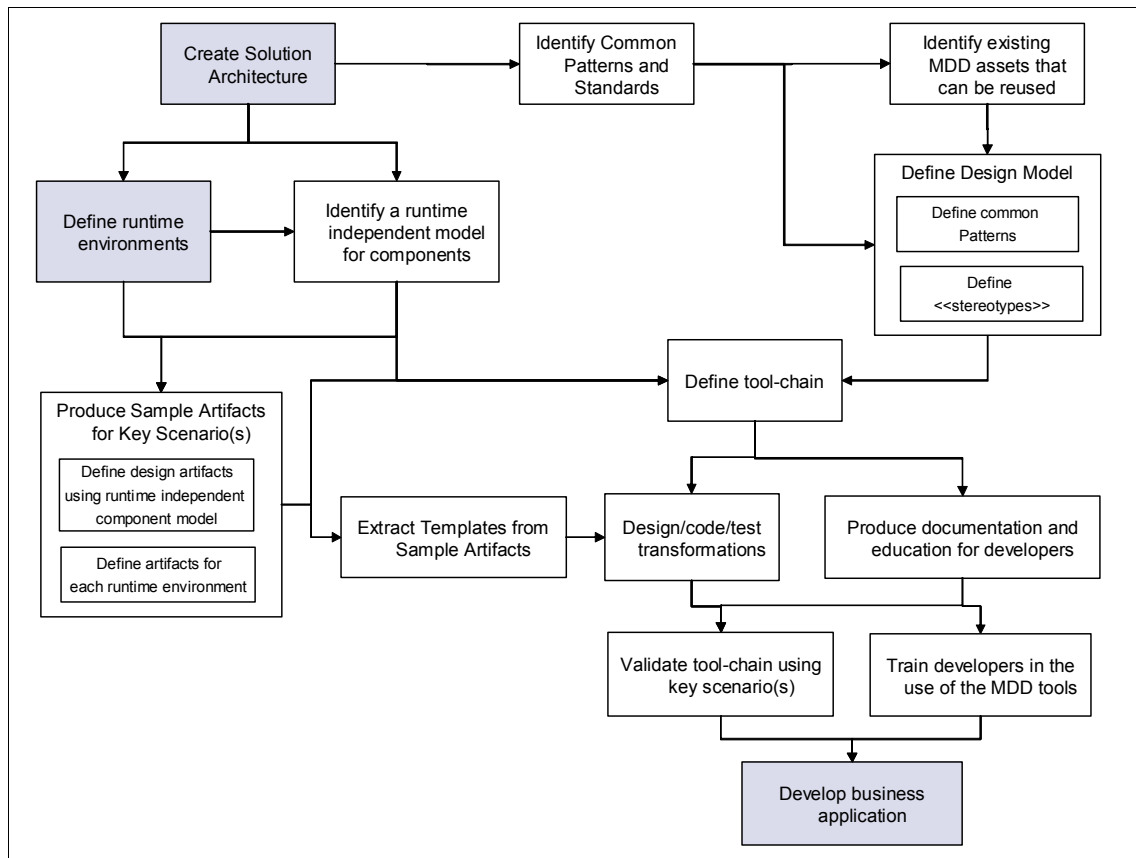 Create Solution
Architecture
Identify Common
Patterns and
Standards
Identify existing
MDD assets that
can be reused
Define runtime
environments
Identify a runtime
independent model
for components
Define Design Model
Define common
Patterns
Define
<<stereotypes>>
Define tool-chain
Produce Sample Artifacts
for Key Scenario(s)
Define design artifacts
using runtime independent
component model
Define artifacts for
each runtime environment
Extract Templates from
Sample Artifacts
Design/code/test
transformations
Produce documentation and
education for developers
Validate tool-chain using
key scenario(s)
Train developers in the
use of the MDD tools
Develop business
application